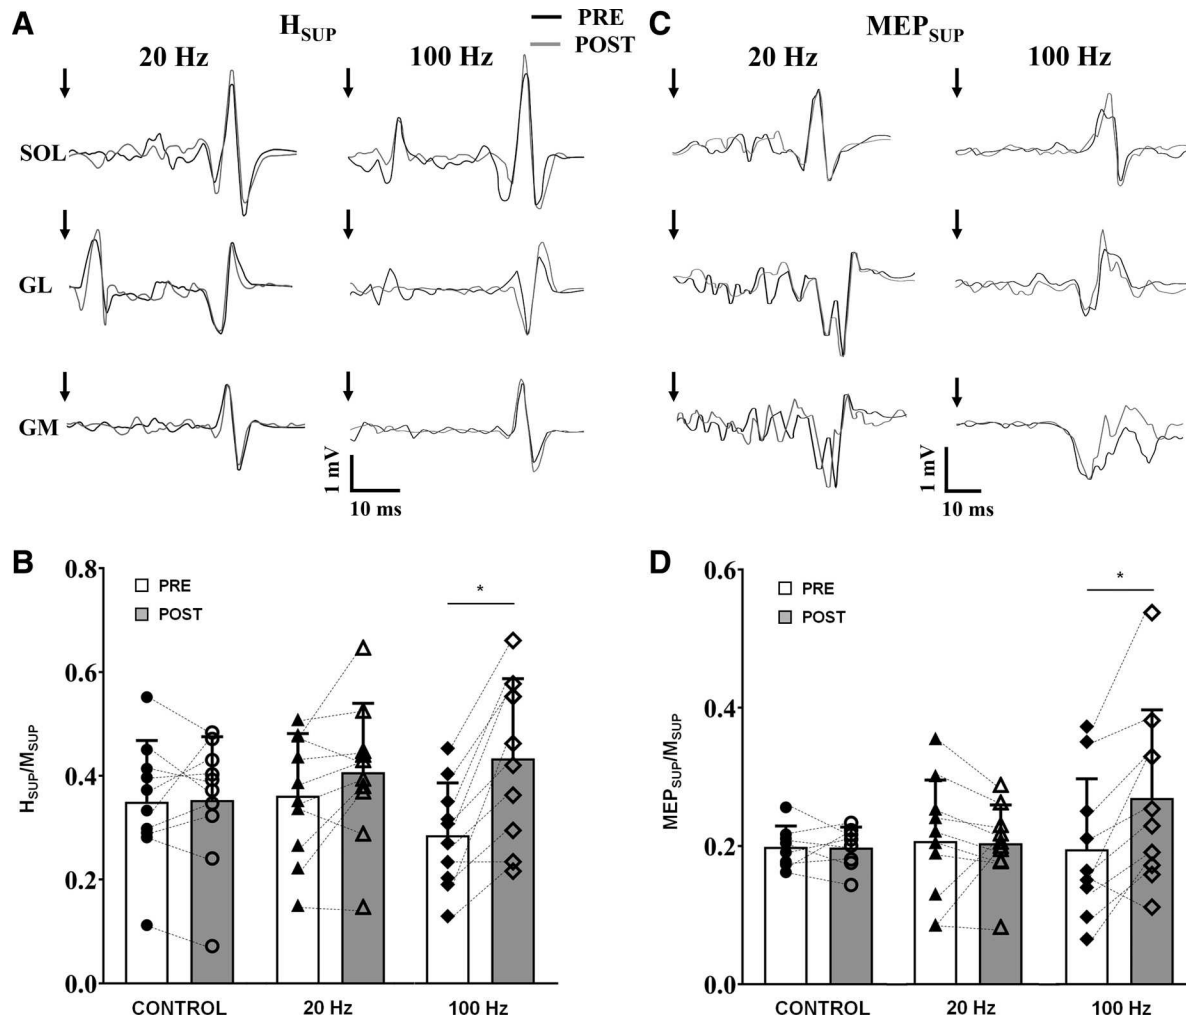 A
H_SUP
PRE
POST
C
MEP_SUP
20 Hz
100 Hz
20 Hz
100 Hz
SOL
GL
GM
1 mV
10 ms
1 mV
10 ms
B
0.8
0.6
0.4
0.2
0.0
H_SUP/M_SUP
PRE
POST
*
CONTROL
20 Hz
100 Hz
D
0.6
0.4
0.2
0.0
MEP_SUP/M_SUP
PRE
POST
*
CONTROL
20 Hz
100 Hz